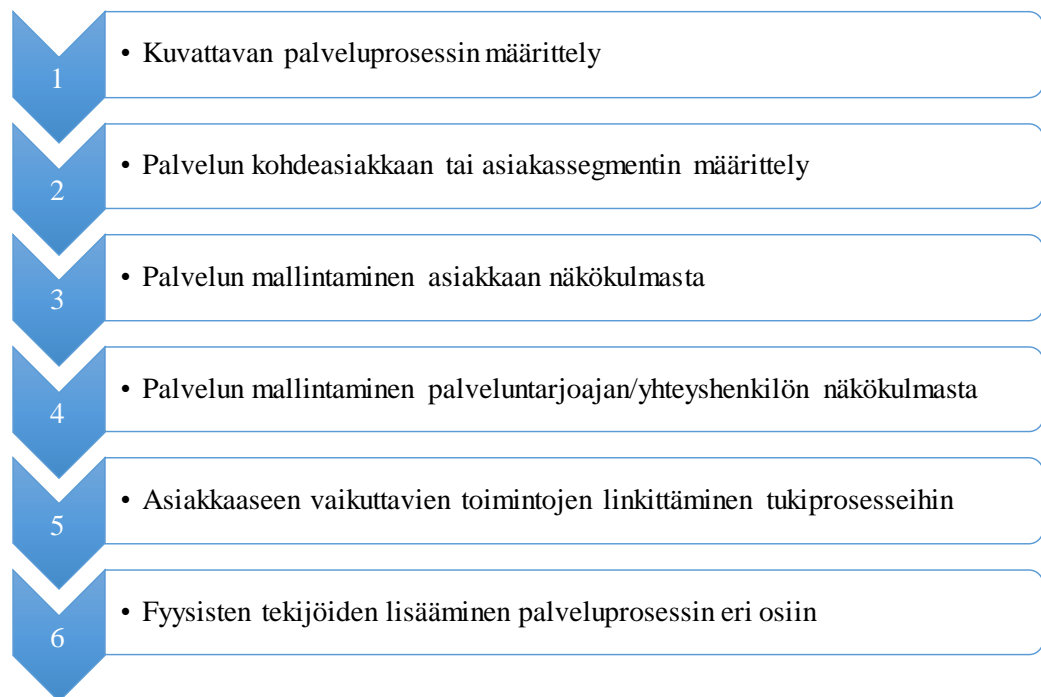 1
• Kuvattavan palveluprosessin määrittely
2
• Palvelun kohdeasiakkaan tai asiakassegmentin määrittely
3
• Palvelun mallintaminen asiakkaan näkökulmasta
4
• Palvelun mallintaminen palveluntarjoajan/yhteyshenkilön näkökulmasta
5
• Asiakkaaseen vaikuttavien toimintojen linkittäminen tukiprosesseihin
6
• Fyysisten tekijöiden lisääminen palveluprosessin eri osiin